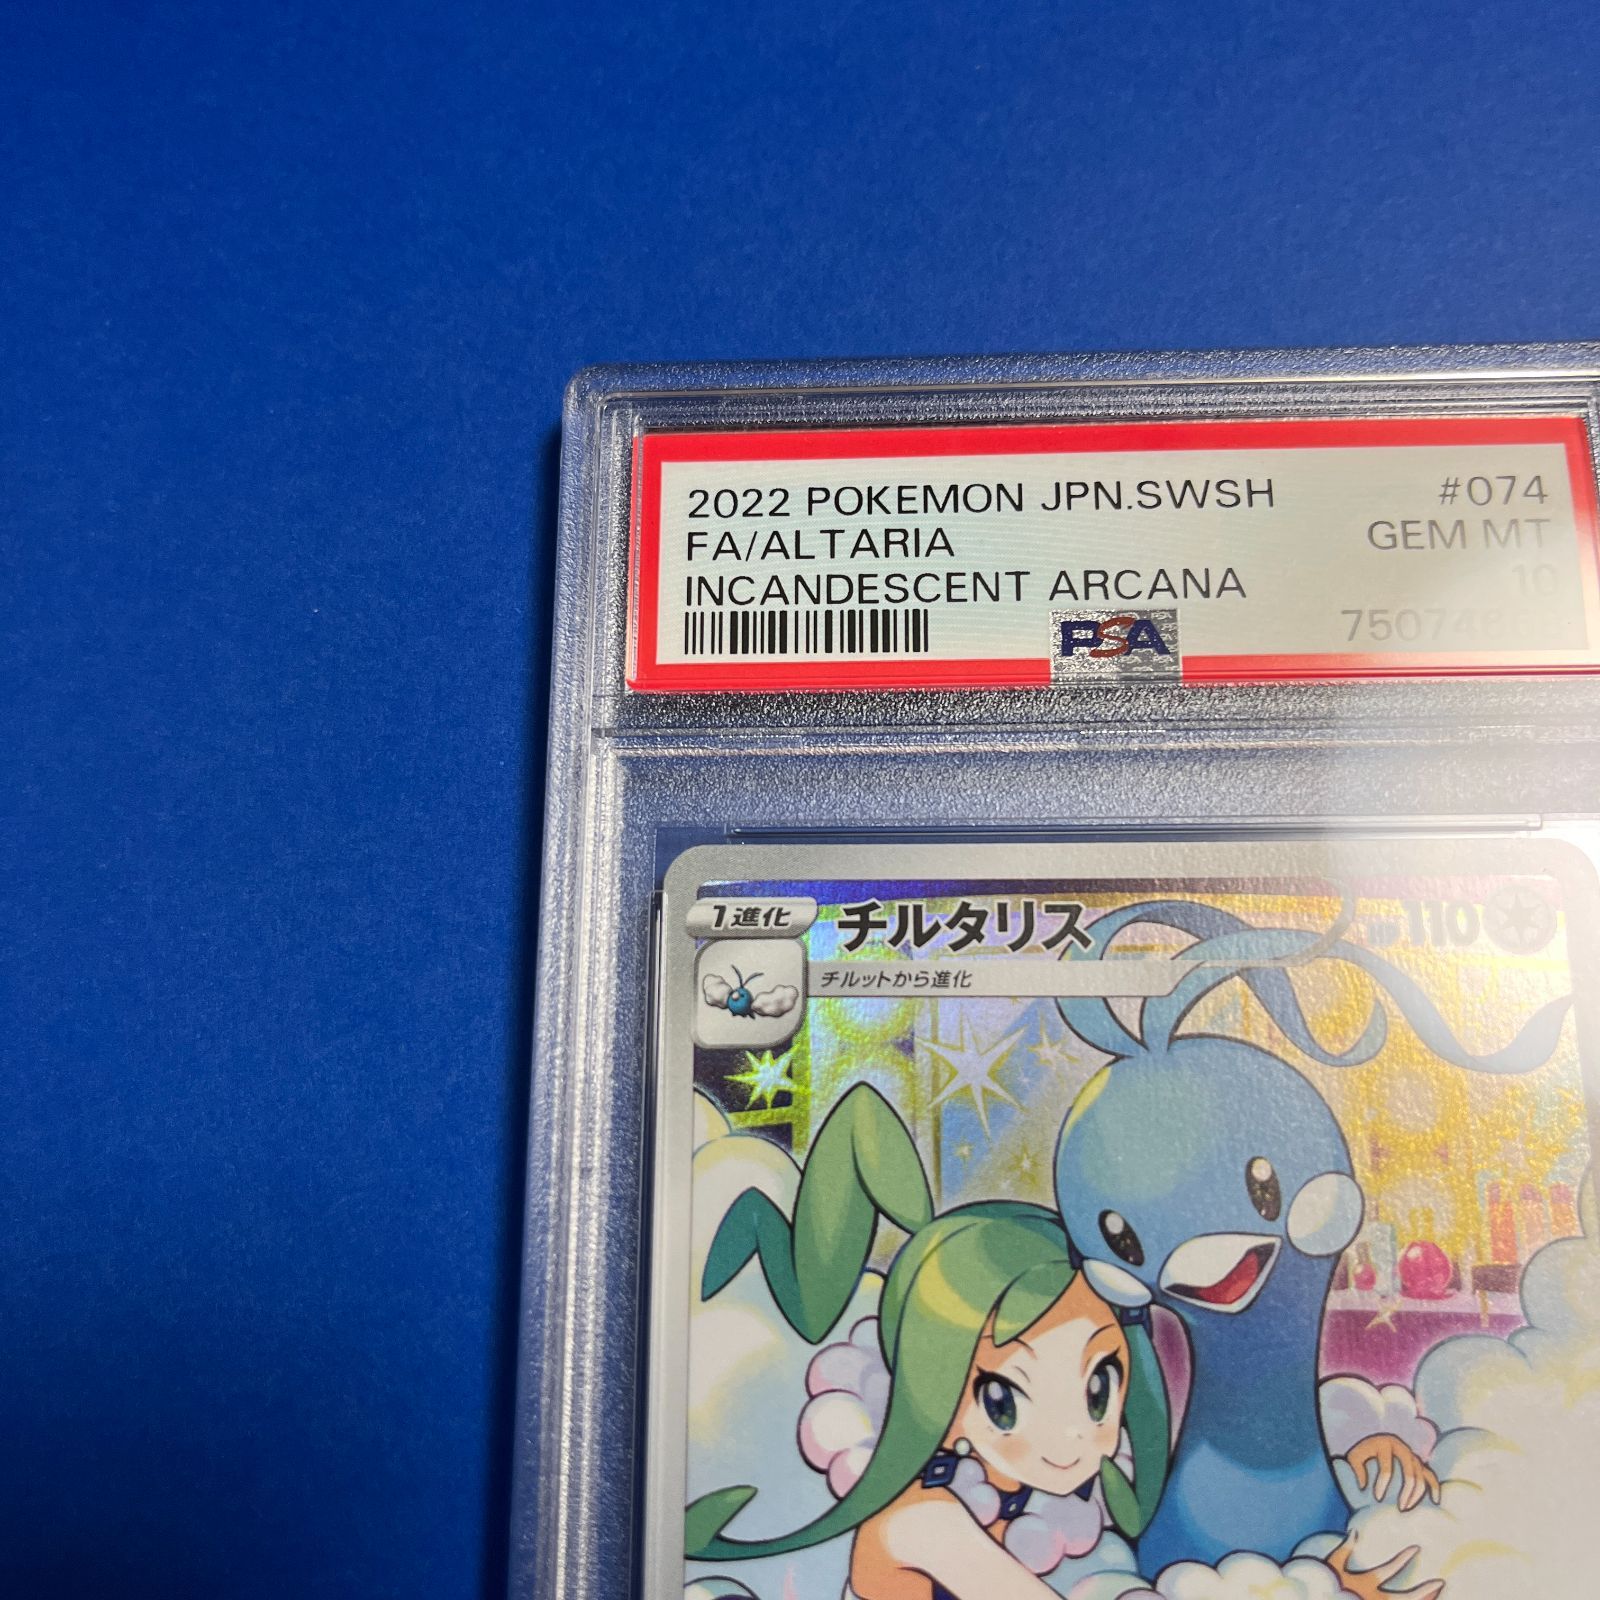 2022 POKEMON JPN.SWSH #074
FA/ALTARIA GEM MT
INCANDESCENT ARCANA 10
PSA
1進化
チルタリス
HP110
チルットから進化